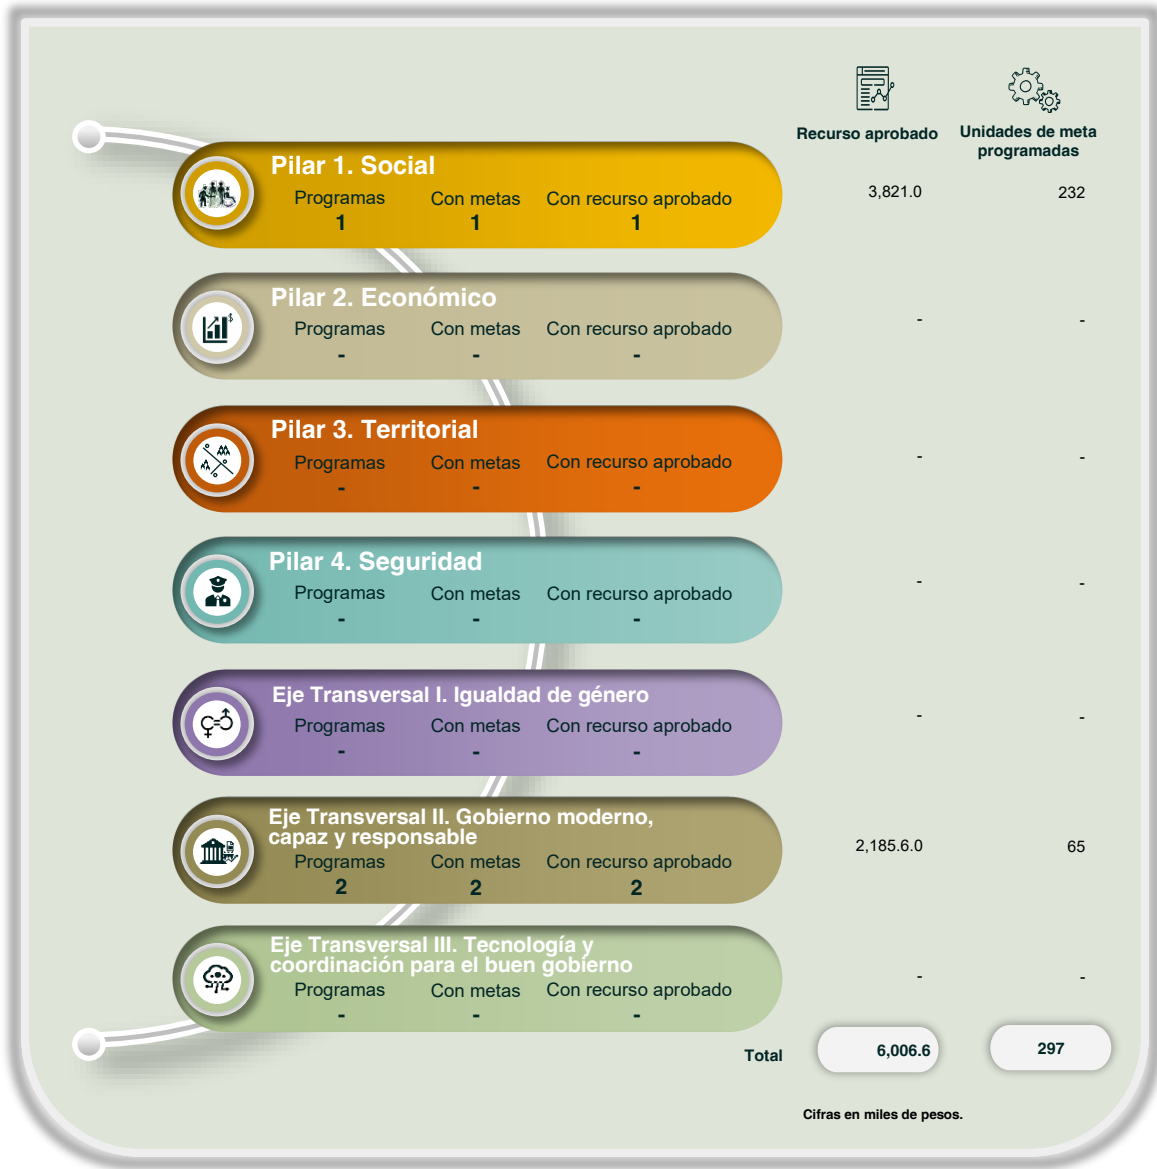 Recurso aprobado
Unidades de meta
programadas
Pilar 1. Social
Programas Con metas Con recurso aprobado
1 1 1
3,821.0 232
Pilar 2. Económico
Programas Con metas Con recurso aprobado
- - -
- -
Pilar 3. Territorial
Programas Con metas Con recurso aprobado
- - -
- -
Pilar 4. Seguridad
Programas Con metas Con recurso aprobado
- - -
- -
Eje Transversal I. Igualdad de género
Programas Con metas Con recurso aprobado
- - -
- -
Eje Transversal II. Gobierno moderno,
capaz y responsable
Programas Con metas Con recurso aprobado
2 2 2
2,185.6.0 65
Eje Transversal III. Tecnología y
coordinación para el buen gobierno
Programas Con metas Con recurso aprobado
- - -
- -
Total 6,006.6 297
Cifras en miles de pesos.